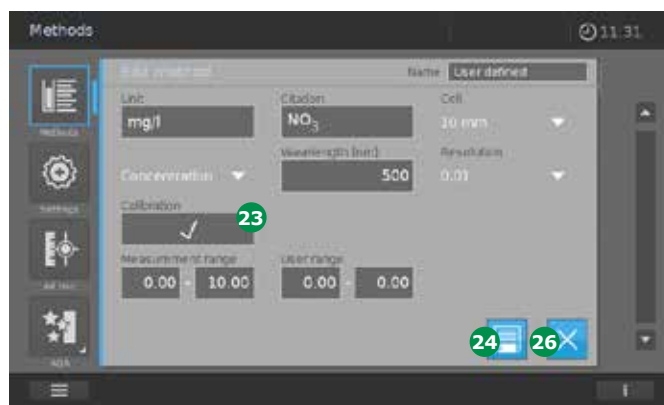 Methods
11:31
Edit method
Name User defined
Unit
Citation
Cell
mg/l
NO3
10 mm
Methods
Wavelength (nm)
Resolution
Concentration
500
0.01
Settings
Calibration
23
Measurement range
User range
0.00 - 10.00
0.00 - 0.00
24
26
AQA
i